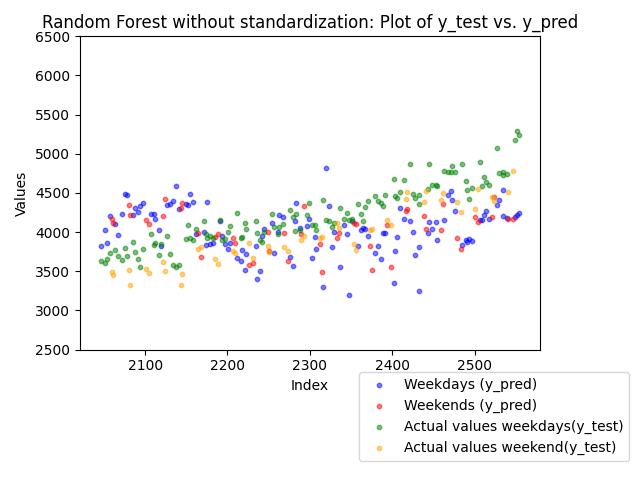 Random Forest without standardization: Plot of y_test vs. y_pred
6500
6000
5500
5000
4500
4000
3500
3000
2500
Values
2100 2200 2300 2400 2500
Index
Weekdays (y_pred)
Weekends (y_pred)
Actual values weekdays(y_test)
Actual values weekend(y_test)